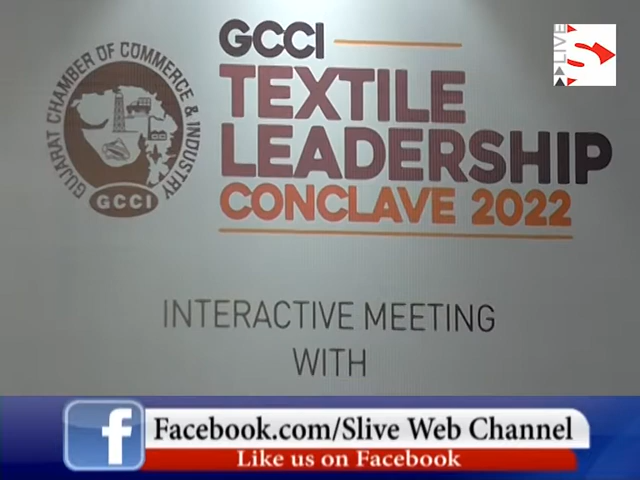 GCCI
TEXTILE
LEADERSHIP
CONCLAVE 2022
GUJARAT CHAMBER OF COMMERCE & INDUSTRY
GCCI
LIVE
INTERACTIVE MEETING
WITH
f
Facebook.com/Slive Web Channel
Like us on Facebook